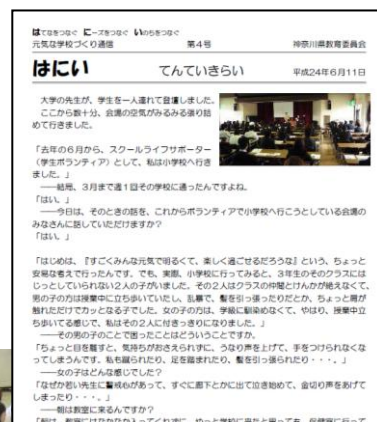 はてなをつなぐ にーズをつなぐ いのちをつなぐ
元気な学校づくり通信 第4号 神奈川県教育委員会
はにい てんていきらい 平成24年6月11日
大学の先生が、学生を一人連れて登壇しました。
ここから数十分、会場の空気がみるみる張り詰
めて行きました。
「去年の6月から、スクールライフサポーター
(学生ボランティア)として、私は小学校へ行き
ました。」
――結局、3月まで週1回その学校に通ったんですよね。
「はい。」
――今日は、そのときの話を、これからボランティアで小学校へ行こうとしている会場の
みなさんに話していただけますか?
「はい。」
「はじめは、『すごくみんな元気で明るくて、楽しく過ごせるだろうな』という、ちょっと
安易な考えで行ったんです。でも、実際、小学校に行ってみると、3年生のそのクラスには
じっとしていられない2人の子がいました。その2人はクラスの仲間とけんかが絶えなくて、
男の子の方は授業中に立ち歩いていたし、乱暴で、髪を引っ張ったりだとか、ちょっと肩が
触れただけでカッとなる子でした。女の子の方は、学級に馴染めなくて、やはり、授業中立
ち歩いてる感じで、私はその2人に付きっきりになりました。」
――その男の子のことで困ったことはどういうことですか。
「ちょっと目を離すと、気持ちがおさえられずに、うなり声を上げて、手をつけられなくな
ってしまうんです。私も蹴られたり、足を踏まれたり、髪を引っ張られたり・・・。」
――女の子はどんな感じでした?
「なぜか若い先生に警戒心があって、すぐに廊下とかに出て泣き始めて、金切り声をあげて
しまったり・・・。」
――朝は教室に来るんですか?